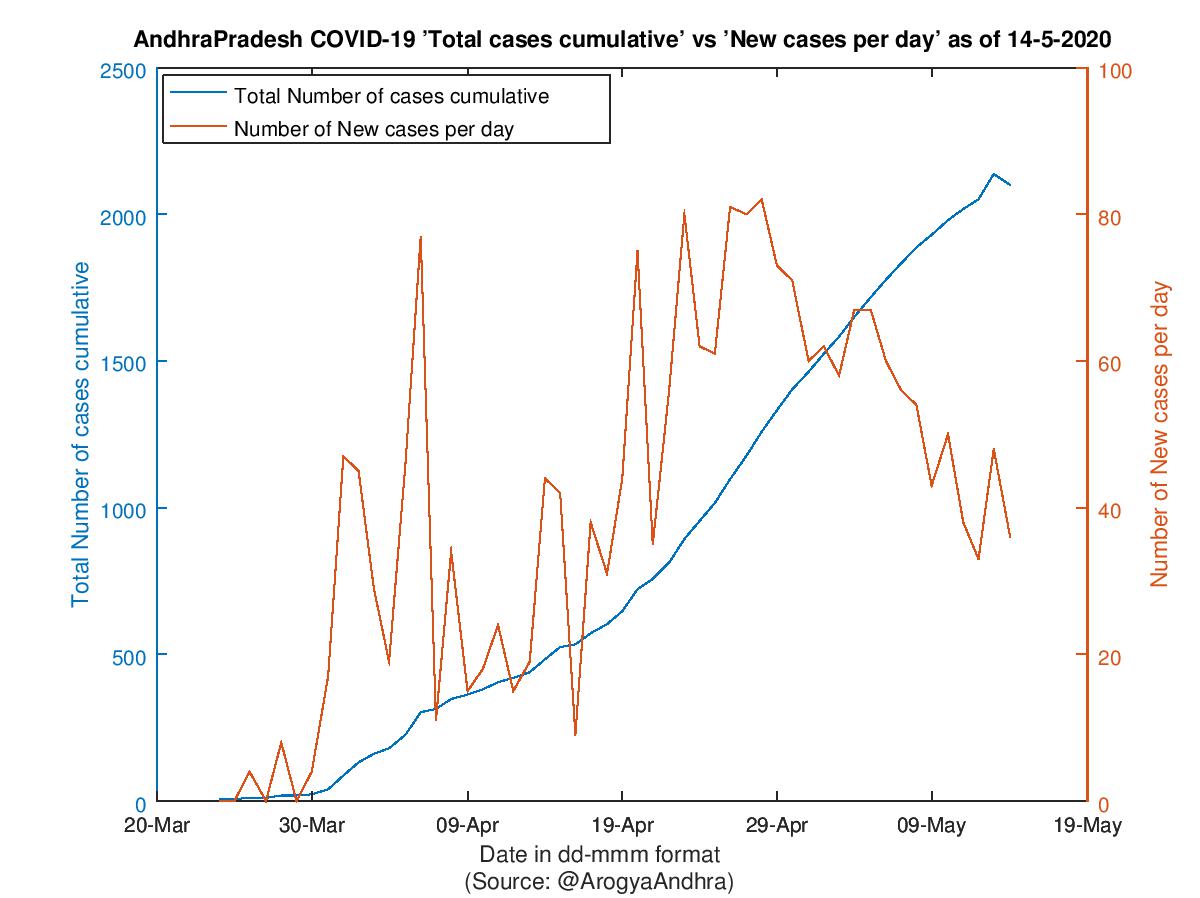 AndhraPradesh COVID-19 ’Total cases cumulative’ vs ’New cases per day’ as of 14-5-2020
Total Number of cases cumulative
Number of New cases per day
2500
2000
1500
1000
500
0
Total Number of cases cumulative
100
80
60
40
20
0
Number of New cases per day
20-Mar 30-Mar 09-Apr 19-Apr 29-Apr 09-May 19-May
Date in dd-mmm format
(Source: @ArogyaAndhra)